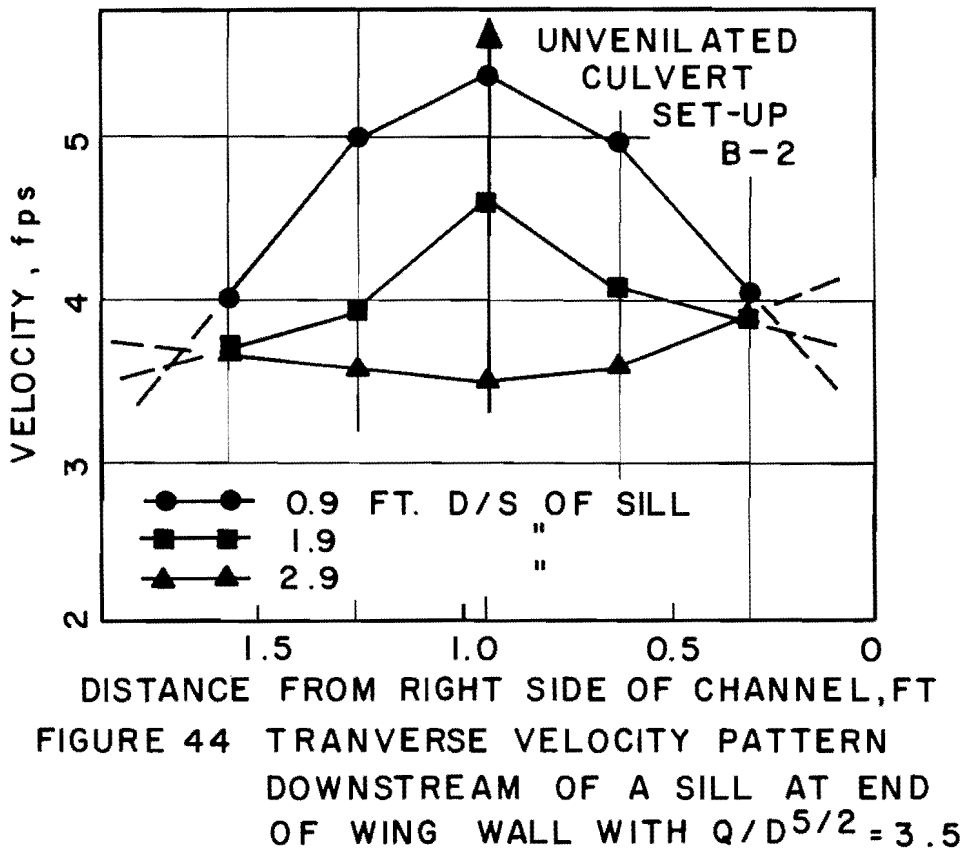 UNVENILATED
CULVERT
SET-UP
B-2
5
4
3
2
VELOCITY, fps
0.9 FT. D/S OF SILL
1.9 "
2.9 "
1.5 1.0 0.5 0
DISTANCE FROM RIGHT SIDE OF CHANNEL,FT
FIGURE 44 TRANVERSE VELOCITY PATTERN
DOWNSTREAM OF A SILL AT END
OF WING WALL WITH Q/D^5/2 = 3.5